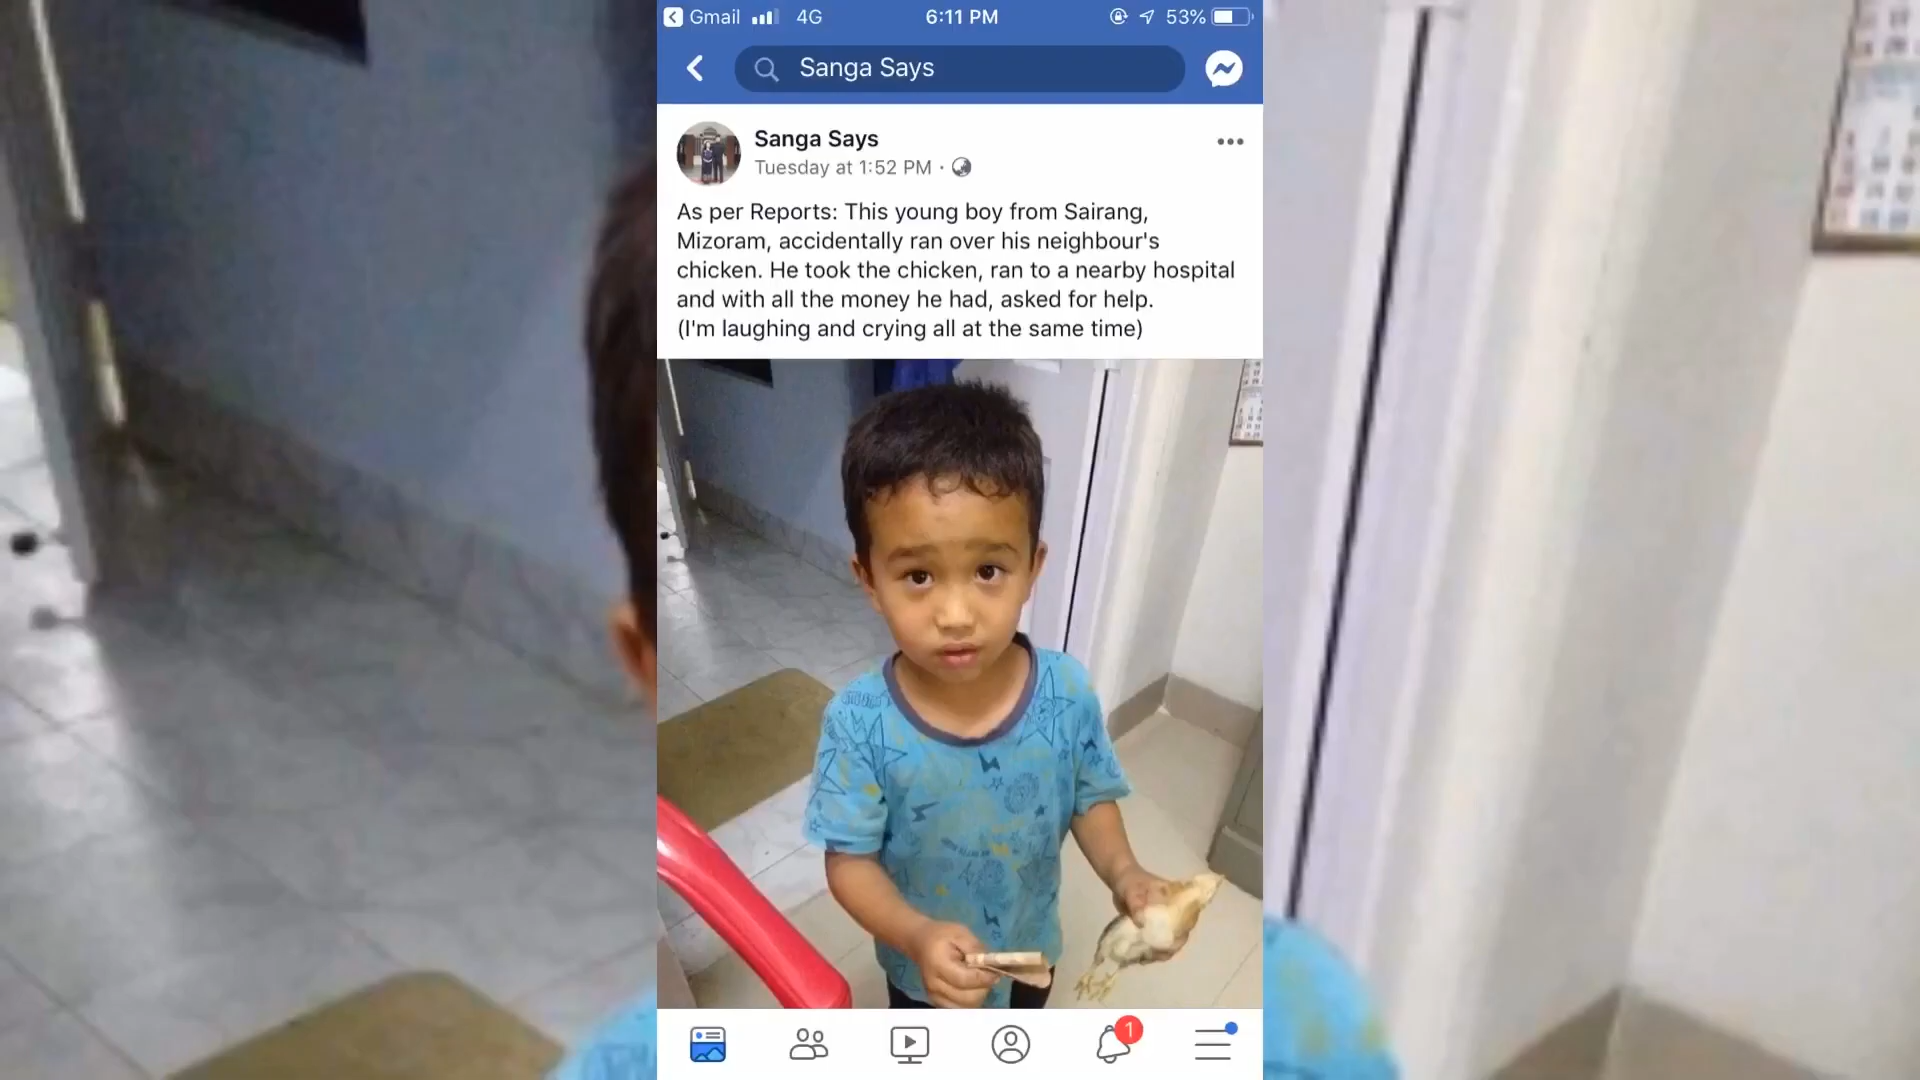 Gmail 4G 6:11 PM 53%
Sanga Says
Sanga Says
Tuesday at 1:52 PM ·
As per Reports: This young boy from Sairang,
Mizoram, accidentally ran over his neighbour's
chicken. He took the chicken, ran to a nearby hospital
and with all the money he had, asked for help.
(I'm laughing and crying all at the same time)
1